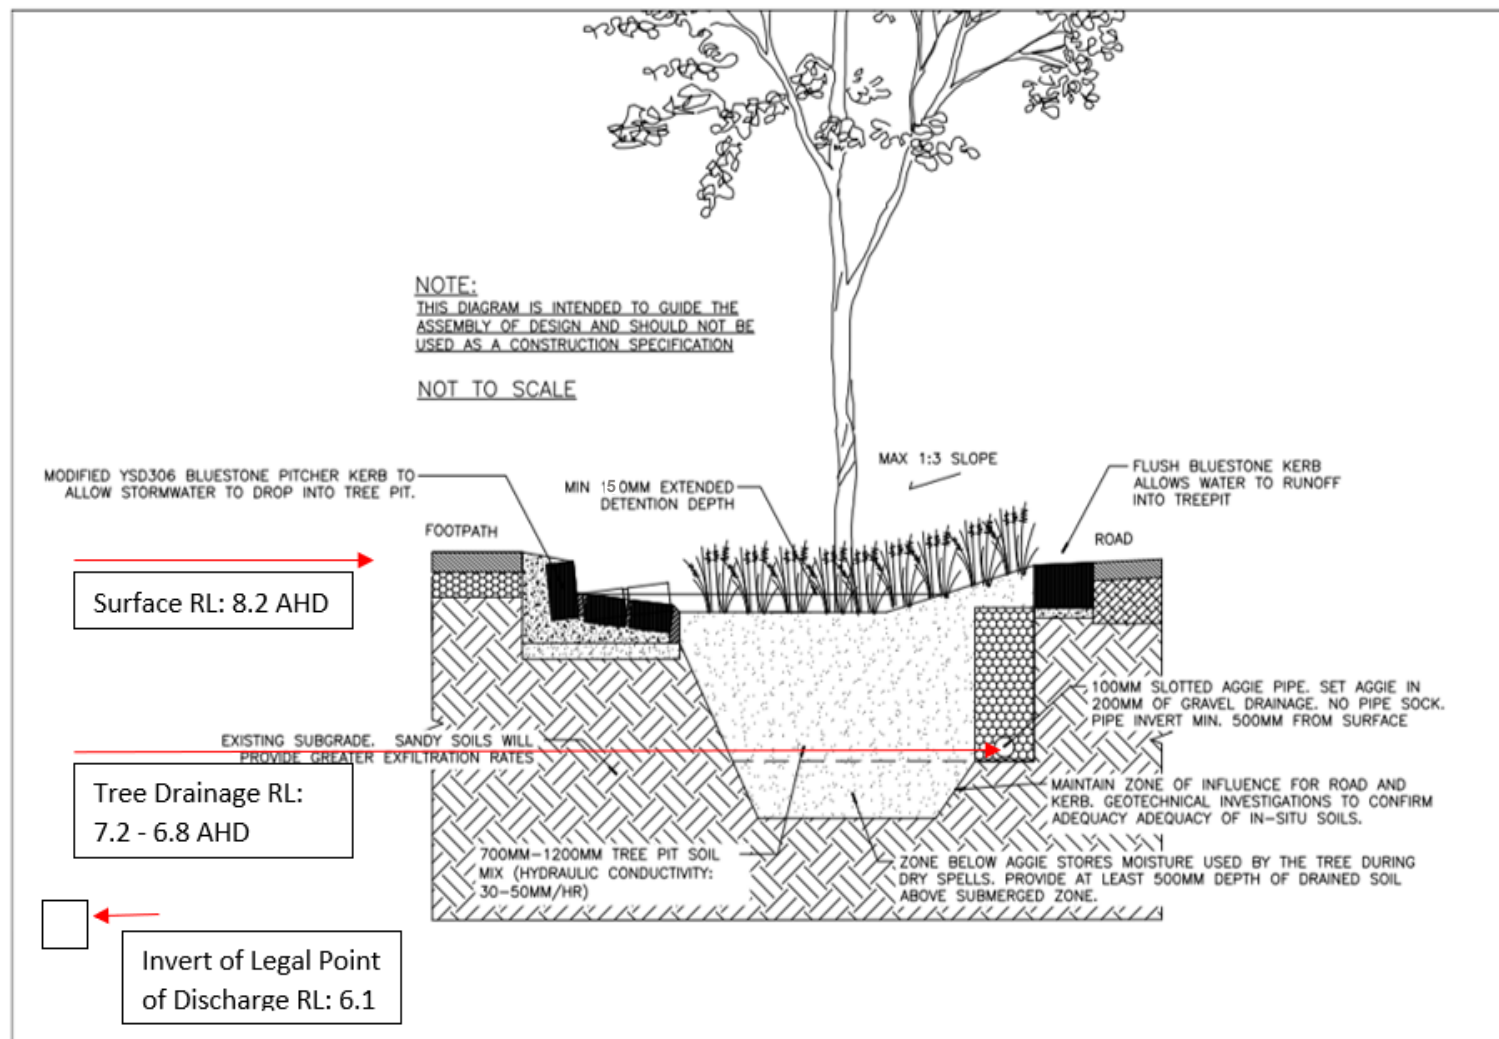 NOTE:
THIS DIAGRAM IS INTENDED TO GUIDE THE
ASSEMBLY OF DESIGN AND SHOULD NOT BE
USED AS A CONSTRUCTION SPECIFICATION
NOT TO SCALE
MODIFIED YSD306 BLUESTONE PITCHER KERB TO
ALLOW STORMWATER TO DROP INTO TREE PIT.
MIN 150MM EXTENDED
DETENTION DEPTH
MAX 1:3 SLOPE
FLUSH BLUESTONE KERB
ALLOWS WATER TO RUNOFF
INTO TREEPIT
FOOTPATH
ROAD
Surface RL: 8.2 AHD
100MM SLOTTED AGGIE PIPE. SET AGGIE IN
200MM OF GRAVEL DRAINAGE. NO PIPE SOCK.
PIPE INVERT MIN. 500MM FROM SURFACE
EXISTING SUBGRADE. SANDY SOILS WILL
PROVIDE GREATER EXFILTRATION RATES
Tree Drainage RL:
7.2 - 6.8 AHD
MAINTAIN ZONE OF INFLUENCE FOR ROAD AND
KERB. GEOTECHNICAL INVESTIGATIONS TO CONFIRM
ADEQUACY ADEQUACY OF IN-SITU SOILS.
700MM-1200MM TREE PIT SOIL
MIX (HYDRAULIC CONDUCTIVITY:
30-50MM/HR)
ZONE BELOW AGGIE STORES MOISTURE USED BY THE TREE DURING
DRY SPELLS. PROVIDE AT LEAST 500MM DEPTH OF DRAINED SOIL
ABOVE SUBMERGED ZONE.
Invert of Legal Point
of Discharge RL: 6.1